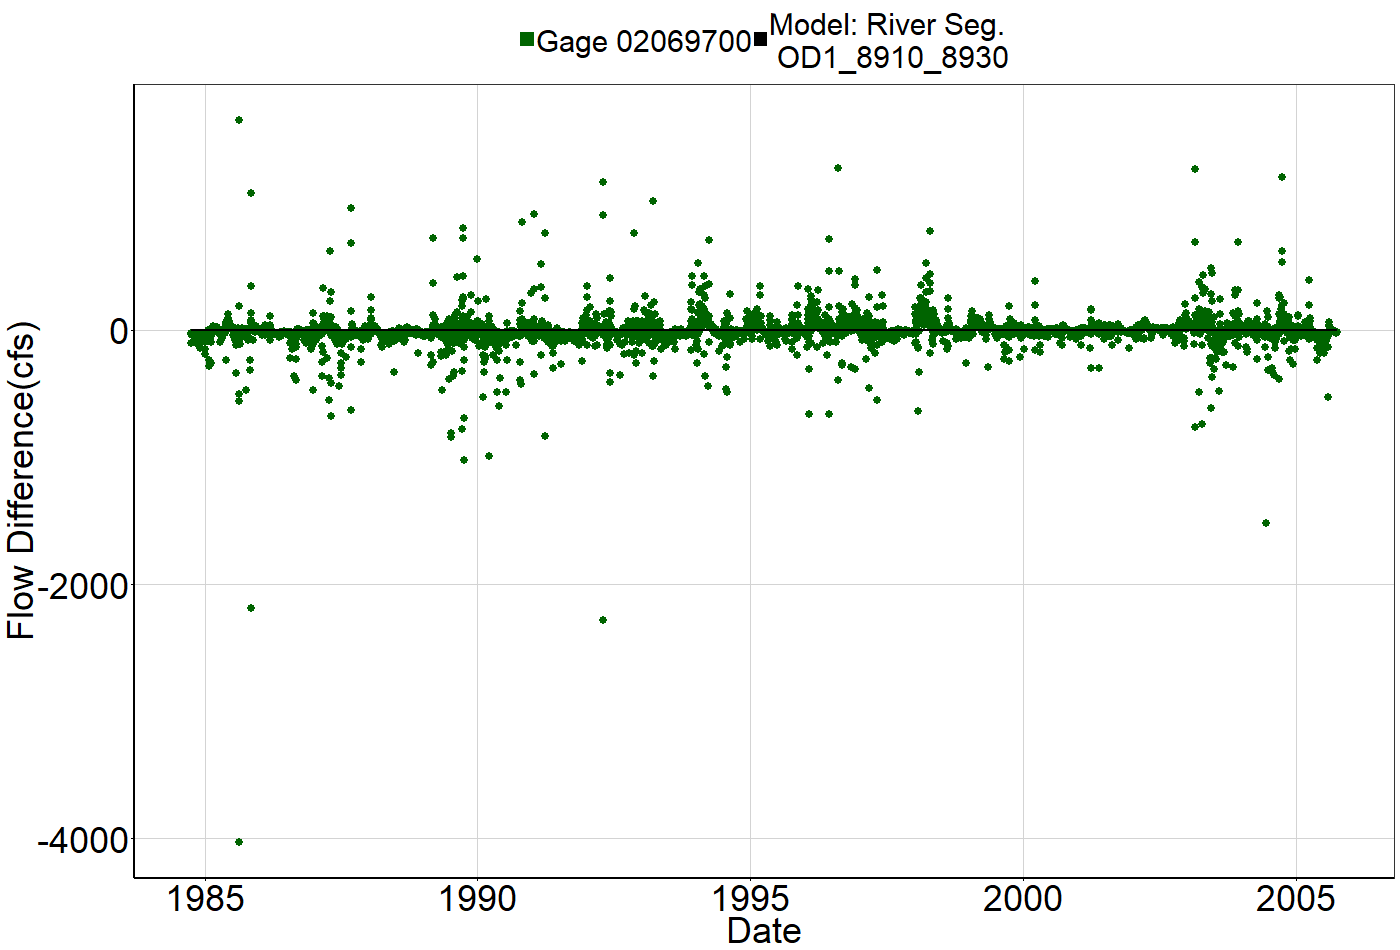 Gage 02069700
Model: River Seg.
OD1_8910_8930
Flow Difference(cfs)
0
-2000
-4000
1985
1990
1995
2000
2005
Date